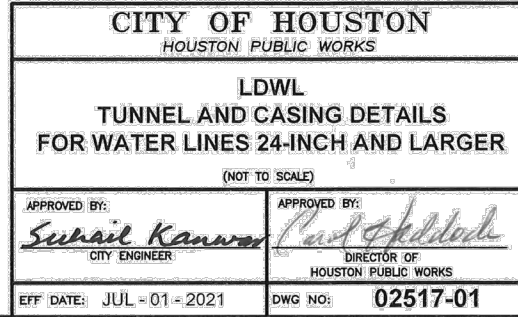 CITY OF HOUSTON
HOUSTON PUBLIC WORKS
LDWL
TUNNEL AND CASING DETAILS
FOR WATER LINES 24-INCH AND LARGER
(NOT TO SCALE)
APPROVED BY:
Suhail Kanwar
CITY ENGINEER
APPROVED BY:
Carol Haddock
DIRECTOR OF
HOUSTON PUBLIC WORKS
EFF DATE: JUL - 01 - 2021
DWG NO: 02517-01